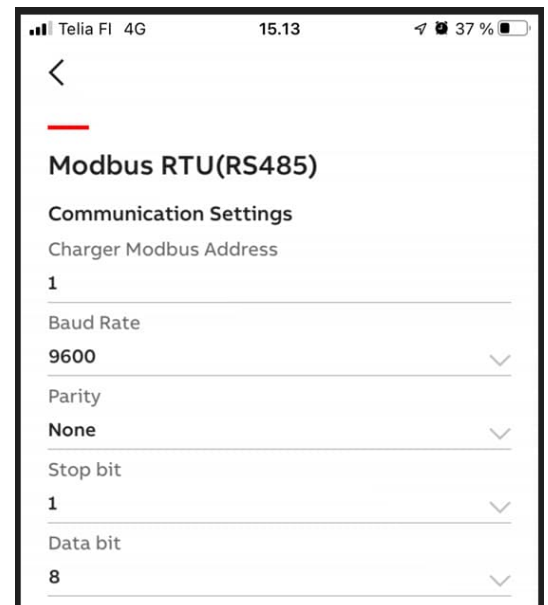 Telia FI 4G 15.13 37 %
Modbus RTU(RS485)
Communication Settings
Charger Modbus Address
1
Baud Rate
9600
Parity
None
Stop bit
1
Data bit
8